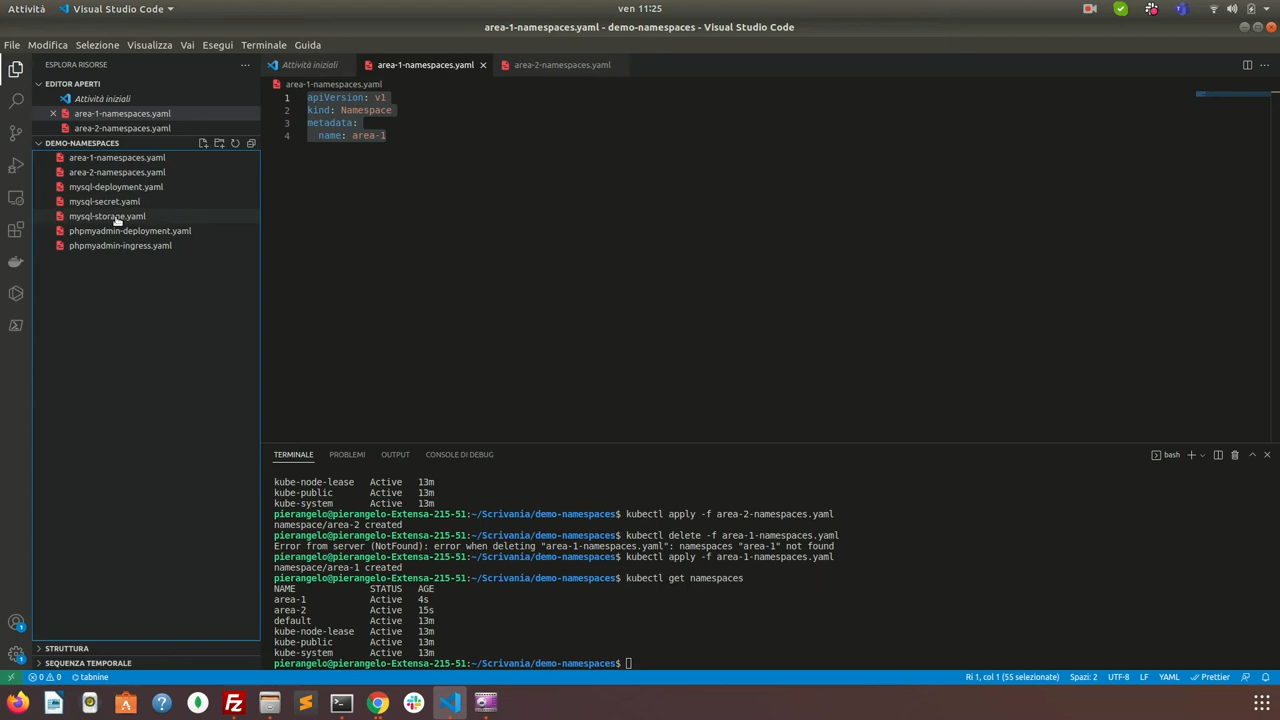 Attività
Visual Studio Code
ven 11:25
area-1-namespaces.yaml - demo-namespaces - Visual Studio Code
File Modifica Selezione Visualizza Vai Esegui Terminale Guida
ESPLORA RISORSE
EDITOR APERTI
Attività iniziali
area-1-namespaces.yaml
area-2-namespaces.yaml
DEMO-NAMESPACES
area-1-namespaces.yaml
area-2-namespaces.yaml
mysql-deployment.yaml
mysql-secret.yaml
mysql-storage.yaml
phpmyadmin-deployment.yaml
phpmyadmin-ingress.yaml
STRUTTURA
SEQUENZA TEMPORALE
Attività iniziali
area-1-namespaces.yaml
area-2-namespaces.yaml
area-1-namespaces.yaml
1 apiVersion: v1
2 kind: Namespace
3 metadata:
4 name: area-1
TERMINALE PROBLEMI OUTPUT CONSOLE DI DEBUG
bash
kube-node-lease Active 13m
kube-public Active 13m
kube-system Active 13m
pierangelo@pierangelo-Extensa-215-51:~/Scrivania/demo-namespaces$ kubectl apply -f area-2-namespaces.yaml
namespace/area-2 created
pierangelo@pierangelo-Extensa-215-51:~/Scrivania/demo-namespaces$ kubectl delete -f area-1-namespaces.yaml
Error from server (NotFound): error when deleting "area-1-namespaces.yaml": namespaces "area-1" not found
pierangelo@pierangelo-Extensa-215-51:~/Scrivania/demo-namespaces$ kubectl apply -f area-1-namespaces.yaml
namespace/area-1 created
pierangelo@pierangelo-Extensa-215-51:~/Scrivania/demo-namespaces$ kubectl get namespaces
NAME STATUS AGE
area-1 Active 4s
area-2 Active 15s
default Active 13m
kube-node-lease Active 13m
kube-public Active 13m
kube-system Active 13m
pierangelo@pierangelo-Extensa-215-51:~/Scrivania/demo-namespaces$
0 0 tabnine
Ri 1, col 1 (55 selezionate) Spazi: 2 UTF-8 LF YAML Prettier